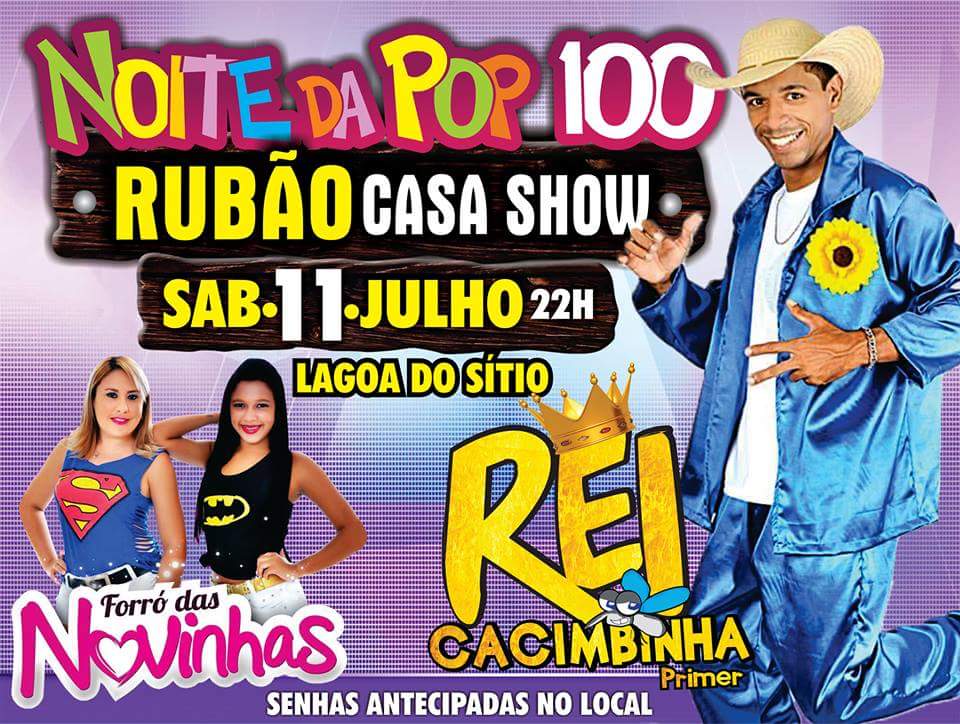 NOITE DA POP 100
RUBÃO CASA SHOW
SAB·11·JULHO 22H
LAGOA DO SÍTIO
REI
CACIMBINHA
Primer
Forró das
Novinhas
SENHAS ANTECIPADAS NO LOCAL